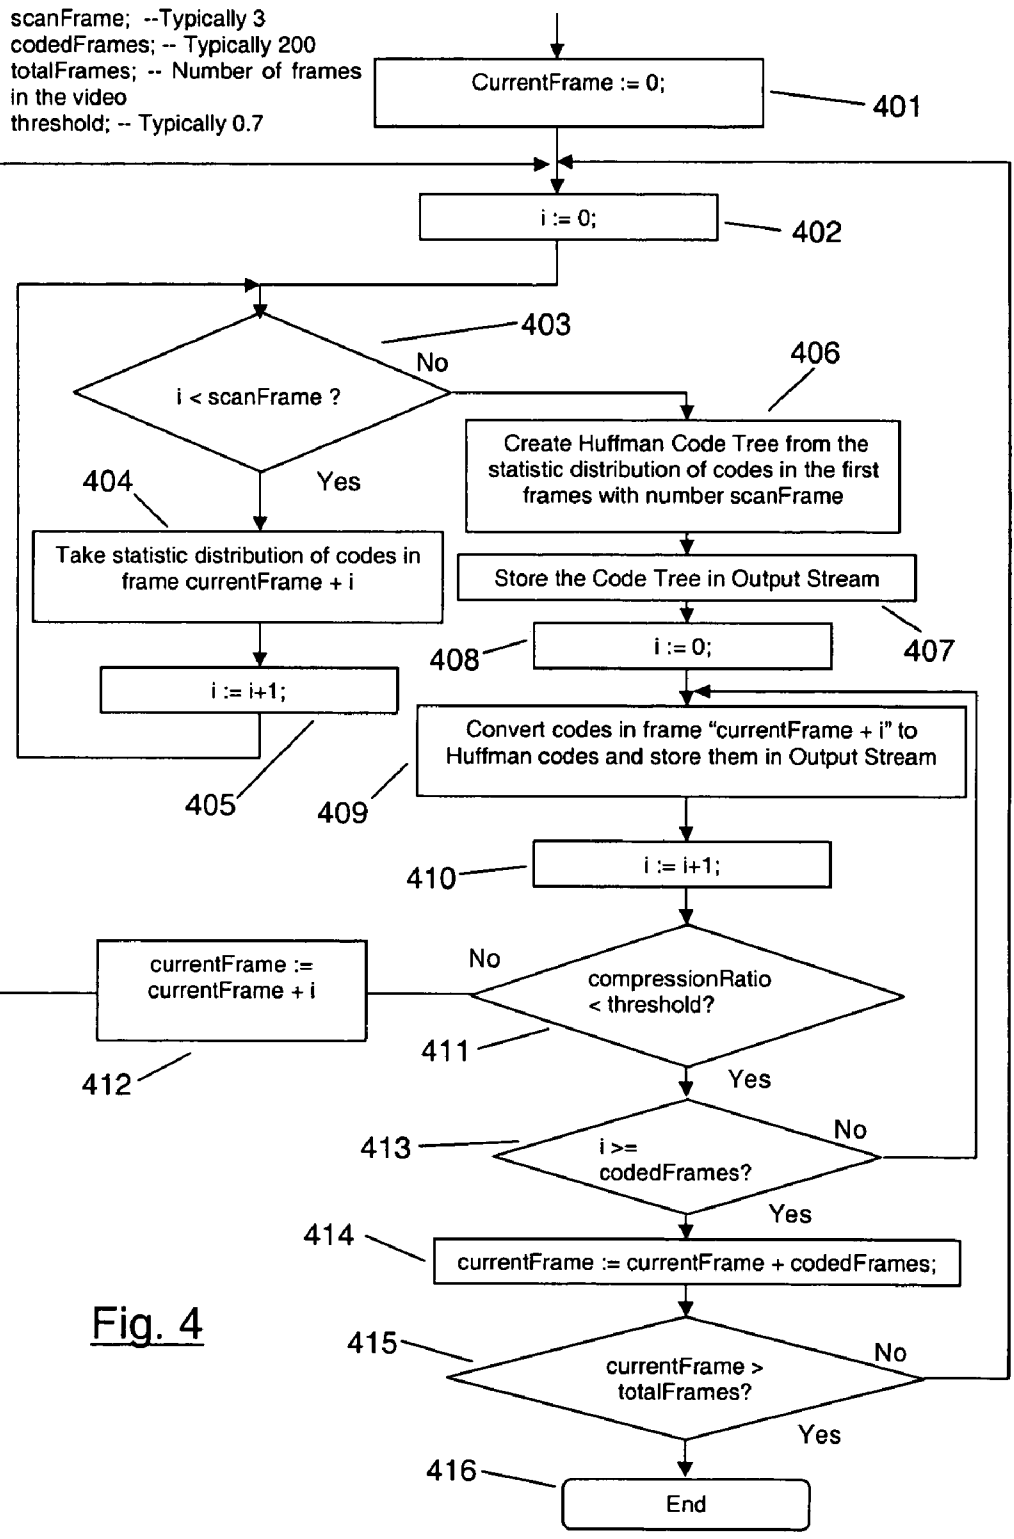 scanFrame; --Typically 3
codedFrames; -- Typically 200
totalFrames; -- Number of frames
in the video
threshold; -- Typically 0.7
CurrentFrame := 0;
401
i := 0;
402
403
i < scanFrame ?
No
Yes
406
Create Huffman Code Tree from the
statistic distribution of codes in the first
frames with number scanFrame
404
Take statistic distribution of codes in
frame currentFrame + i
Store the Code Tree in Output Stream
407
408
i := 0;
i := i+1;
405
Convert codes in frame “currentFrame + i” to
Huffman codes and store them in Output Stream
409
410
i := i+1;
currentFrame :=
currentFrame + i
412
No
compressionRatio
< threshold?
411
Yes
413
i >=
codedFrames?
No
Yes
414
currentFrame := currentFrame + codedFrames;
Fig. 4
415
currentFrame >
totalFrames?
No
Yes
416
End